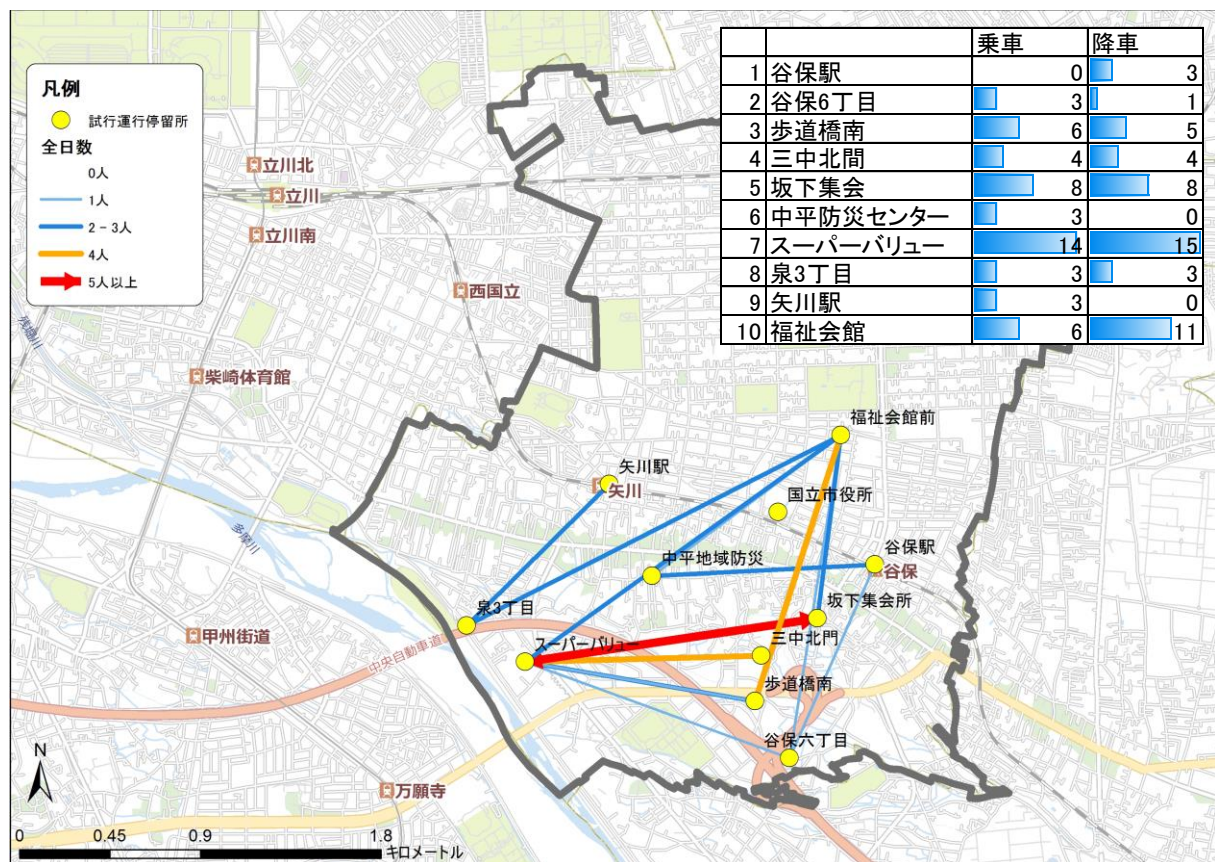 凡例
試行運行停留所
全日数
0人
1人
2 - 3人
4人
5人以上
乗車 降車
1 谷保駅 0 3
2 谷保6丁目 3 1
3 歩道橋南 6 5
4 三中北間 4 4
5 坂下集会 8 8
6 中平防災センター 3 0
7 スーパーバリュー 14 15
8 泉3丁目 3 3
9 矢川駅 3 0
10 福祉会館 6 11
立川北
立川
立川南
西国立
残堀川
柴崎体育館
福祉会館前
矢川駅
矢川
国立市役所
多摩川
谷保駅
谷保
中平地域防災
坂下集会所
泉3丁目
甲州街道
中央自動車道
スーパーバリュー
三中北門
歩道橋南
谷保六丁目
N
万願寺
0 0.45 0.9 1.8
キロメートル